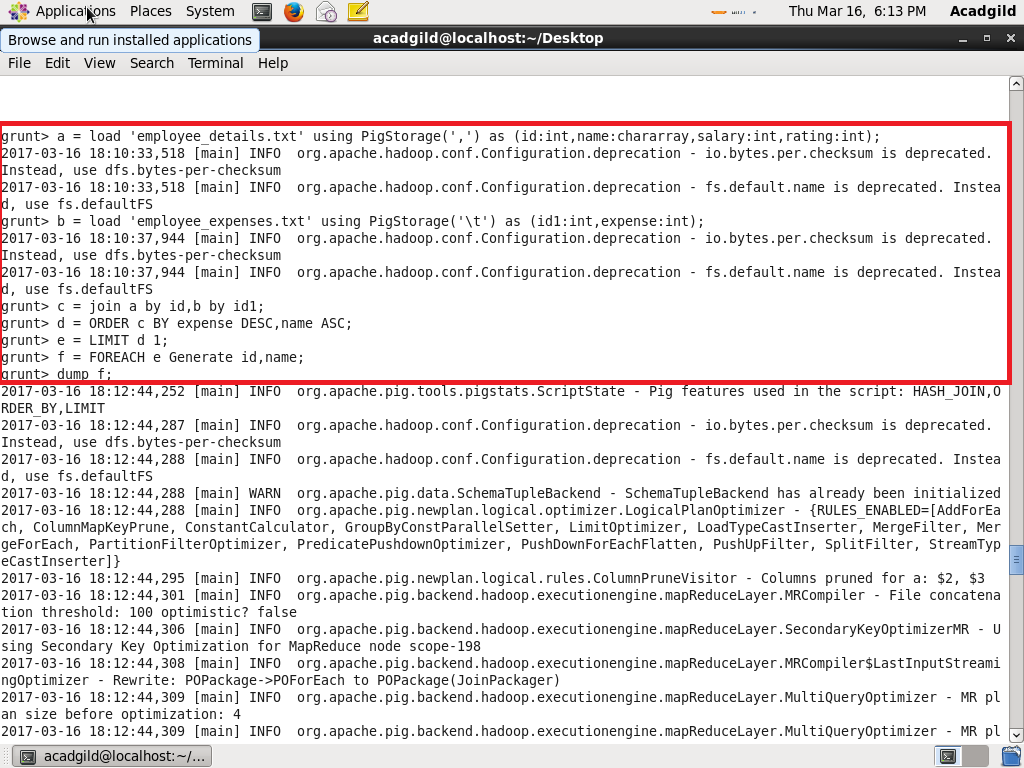 Applications Places System Thu Mar 16, 6:13 PM Acadgild
Browse and run installed applications
acadgild@localhost:~/Desktop
File Edit View Search Terminal Help
grunt> a = load 'employee_details.txt' using PigStorage(',') as (id:int,name:chararray,salary:int,rating:int);
2017-03-16 18:10:33,518 [main] INFO  org.apache.hadoop.conf.Configuration.deprecation - io.bytes.per.checksum is deprecated.
Instead, use dfs.bytes-per-checksum
2017-03-16 18:10:33,518 [main] INFO  org.apache.hadoop.conf.Configuration.deprecation - fs.default.name is deprecated. Instea
d, use fs.defaultFS
grunt> b = load 'employee_expenses.txt' using PigStorage('\t') as (id1:int,expense:int);
2017-03-16 18:10:37,944 [main] INFO  org.apache.hadoop.conf.Configuration.deprecation - io.bytes.per.checksum is deprecated.
Instead, use dfs.bytes-per-checksum
2017-03-16 18:10:37,944 [main] INFO  org.apache.hadoop.conf.Configuration.deprecation - fs.default.name is deprecated. Instea
d, use fs.defaultFS
grunt> c = join a by id,b by id1;
grunt> d = ORDER c BY expense DESC,name ASC;
grunt> e = LIMIT d 1;
grunt> f = FOREACH e Generate id,name;
grunt> dump f;
2017-03-16 18:12:44,252 [main] INFO  org.apache.pig.tools.pigstats.ScriptState - Pig features used in the script: HASH_JOIN,O
RDER_BY,LIMIT
2017-03-16 18:12:44,287 [main] INFO  org.apache.hadoop.conf.Configuration.deprecation - io.bytes.per.checksum is deprecated.
Instead, use dfs.bytes-per-checksum
2017-03-16 18:12:44,288 [main] INFO  org.apache.hadoop.conf.Configuration.deprecation - fs.default.name is deprecated. Instea
d, use fs.defaultFS
2017-03-16 18:12:44,288 [main] WARN  org.apache.pig.data.SchemaTupleBackend - SchemaTupleBackend has already been initialized
2017-03-16 18:12:44,288 [main] INFO  org.apache.pig.newplan.logical.optimizer.LogicalPlanOptimizer - {RULES_ENABLED=[AddForEa
ch, ColumnMapKeyPrune, ConstantCalculator, GroupByConstParallelSetter, LimitOptimizer, LoadTypeCastInserter, MergeFilter, Mer
geForEach, PartitionFilterOptimizer, PredicatePushdownOptimizer, PushDownForEachFlatten, PushUpFilter, SplitFilter, StreamTyp
eCastInserter]}
2017-03-16 18:12:44,295 [main] INFO  org.apache.pig.newplan.logical.rules.ColumnPruneVisitor - Columns pruned for a: $2, $3
2017-03-16 18:12:44,301 [main] INFO  org.apache.pig.backend.hadoop.executionengine.mapReduceLayer.MRCompiler - File concatena
tion threshold: 100 optimistic? false
2017-03-16 18:12:44,306 [main] INFO  org.apache.pig.backend.hadoop.executionengine.mapReduceLayer.SecondaryKeyOptimizerMR - U
sing Secondary Key Optimization for MapReduce node scope-198
2017-03-16 18:12:44,308 [main] INFO  org.apache.pig.backend.hadoop.executionengine.mapReduceLayer.MRCompiler$LastInputStreami
ngOptimizer - Rewrite: POPackage->POForEach to POPackage(JoinPackager)
2017-03-16 18:12:44,309 [main] INFO  org.apache.pig.backend.hadoop.executionengine.mapReduceLayer.MultiQueryOptimizer - MR pl
an size before optimization: 4
2017-03-16 18:12:44,309 [main] INFO  org.apache.pig.backend.hadoop.executionengine.mapReduceLayer.MultiQueryOptimizer - MR pl
acadgild@localhost:~/...